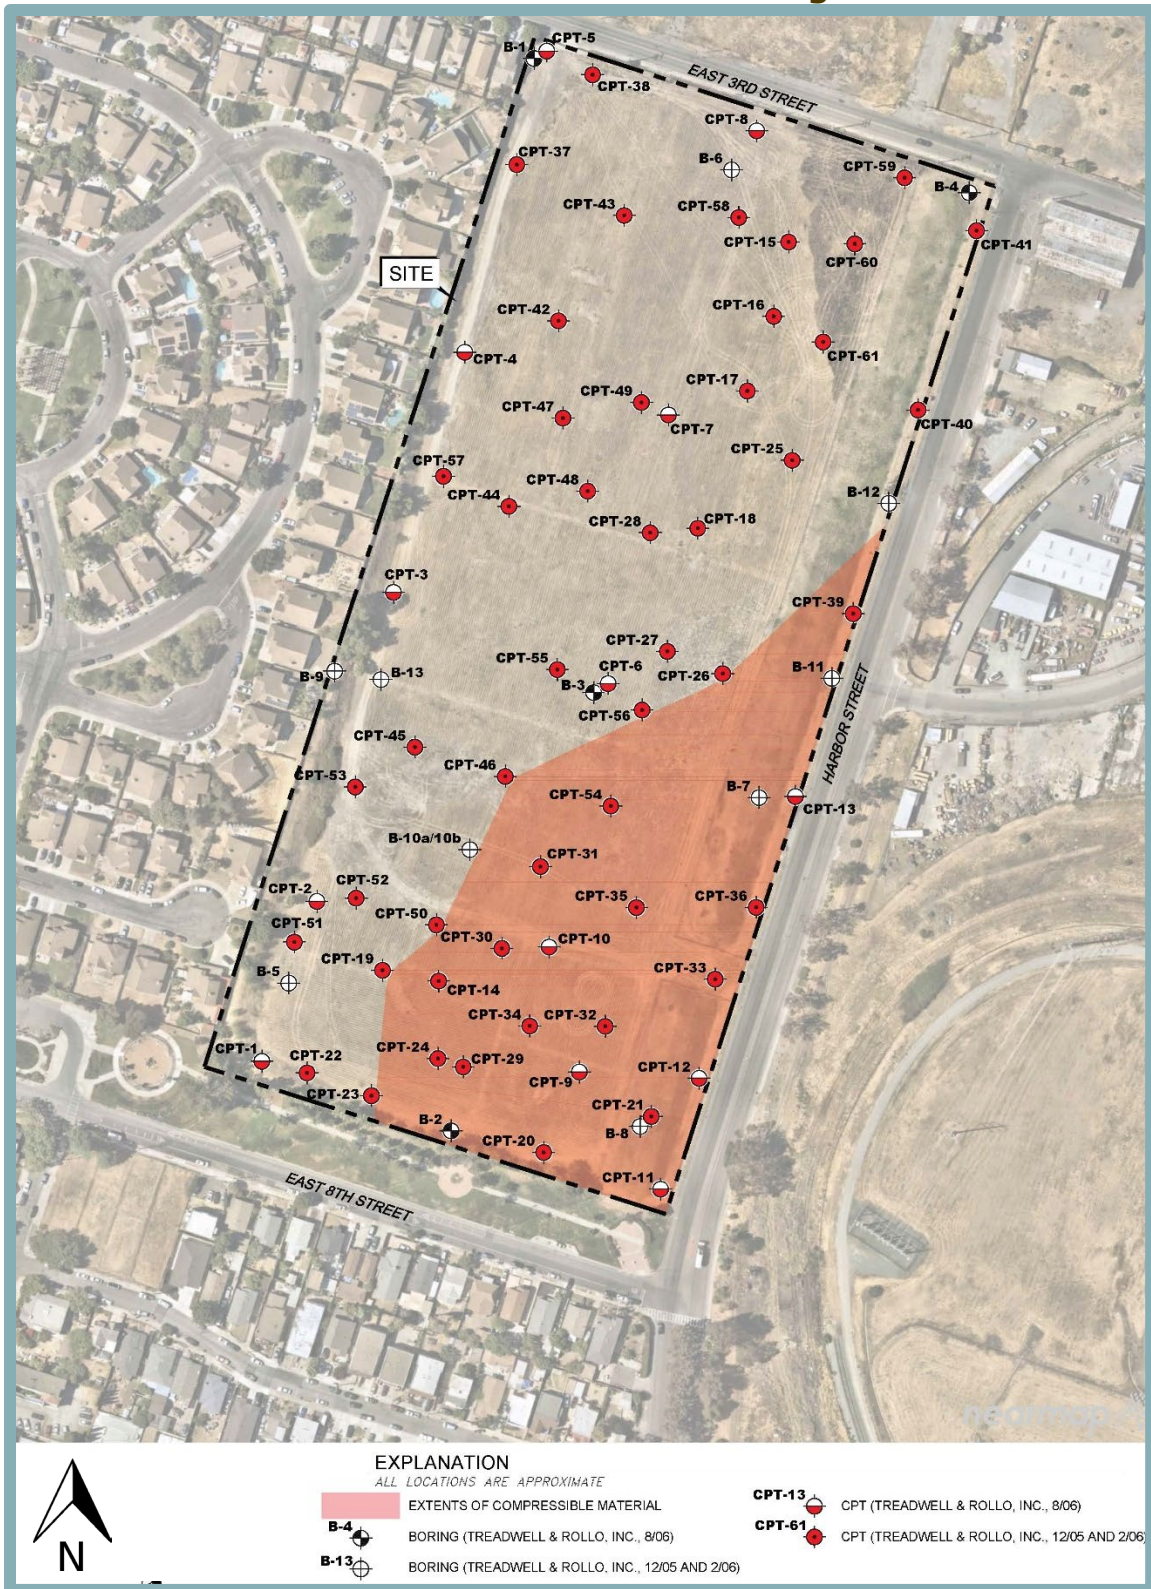 CPT-5
B-1
EAST 3RD STREET
CPT-38
CPT-8
B-6
CPT-37
CPT-59
B-4
CPT-43
CPT-58
CPT-41
CPT-15
CPT-60
SITE
CPT-42
CPT-16
CPT-4
CPT-61
CPT-49
CPT-17
CPT-47
CPT-7
CPT-40
CPT-57
CPT-25
CPT-48
CPT-44
B-12
CPT-28
CPT-18
CPT-3
CPT-39
CPT-27
CPT-55
CPT-6
CPT-26
B-11
B-9
B-13
B-3
CPT-56
HARBOR STREET
CPT-45
CPT-46
CPT-53
CPT-54
B-7
CPT-13
B-10a/10b
CPT-31
CPT-2
CPT-52
CPT-35
CPT-36
CPT-51
CPT-50
CPT-30
CPT-10
CPT-19
B-5
CPT-14
CPT-33
CPT-34
CPT-32
CPT-1
CPT-22
CPT-24
CPT-29
CPT-9
CPT-12
CPT-23
CPT-21
B-2
B-8
CPT-20
CPT-11
EAST 8TH STREET
nearmap
N
EXPLANATION
ALL LOCATIONS ARE APPROXIMATE
EXTENTS OF COMPRESSIBLE MATERIAL
B-4
BORING (TREADWELL & ROLLO, INC., 8/06)
B-13
BORING (TREADWELL & ROLLO, INC., 12/05 AND 2/06)
CPT-13
CPT (TREADWELL & ROLLO, INC., 8/06)
CPT-61
CPT (TREADWELL & ROLLO, INC., 12/05 AND 2/06)